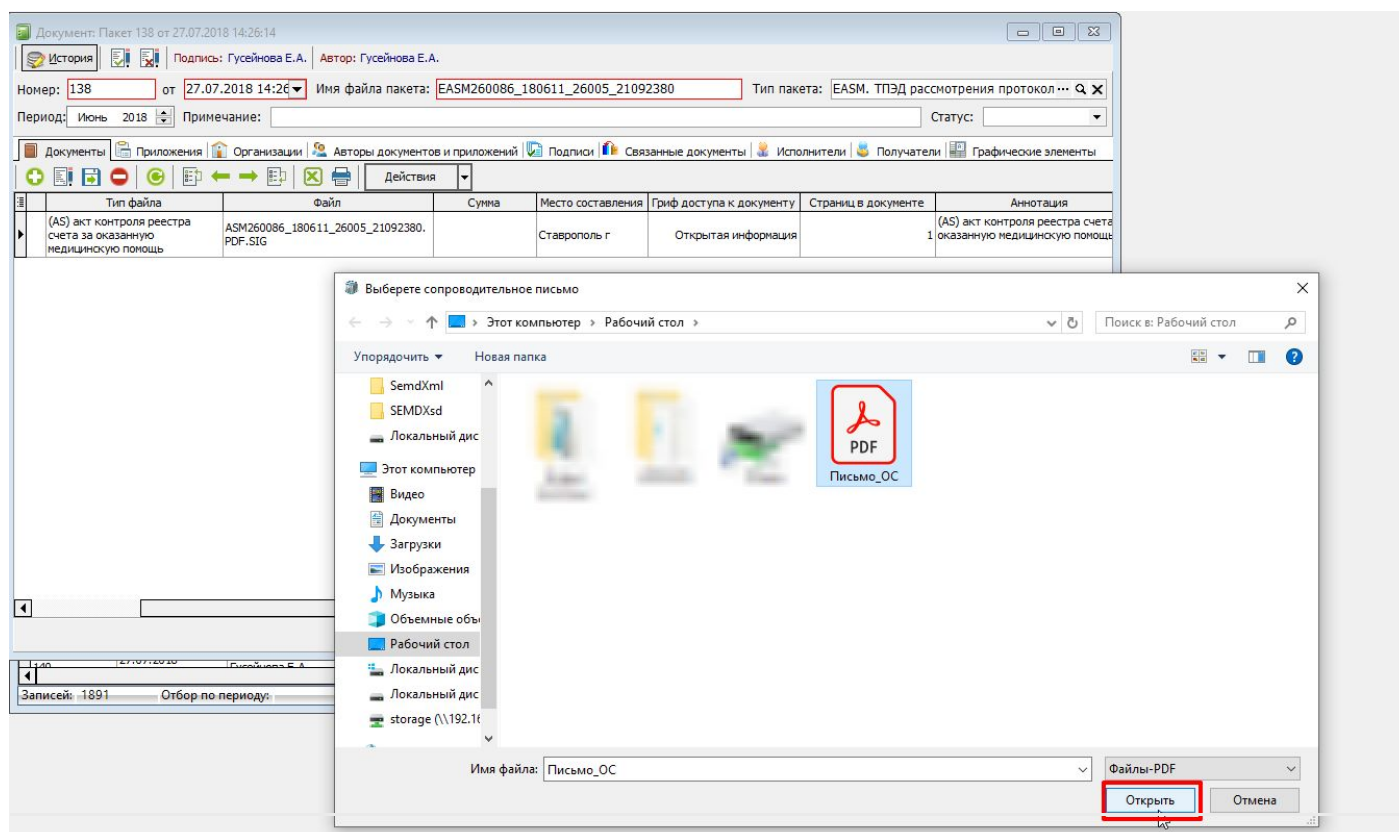 Документ: Пакет 138 от 27.07.2018 14:26:14
История Подпись: Гусейнова Е.А. Автор: Гусейнова Е.А.
Номер: 138 от 27.07.2018 14:26 Имя файла пакета: EASM260086_180611_26005_21092380 Тип пакета: EASM. ТПЭД рассмотрения протокол ...
Период: Июнь 2018 Примечание: Статус:
Документы Приложения Организации Авторы документов и приложений Подписи Связанные документы Исполнители Получатели Графические элементы
Действия
Тип файла Файл Сумма Место составления Гриф доступа к документу Страниц в документе Аннотация
(AS) акт контроля реестра счета за оказанную медицинскую помощь
ASM260086_180611_26005_21092380.PDF.SIG
Ставрополь г Открытая информация 1
(AS) акт контроля реестра счета
оказанную медицинскую помощь
Выберете сопроводительное письмо
Этот компьютер › Рабочий стол › Поиск в: Рабочий стол
Упорядочить Новая папка
SemdXml
SEMDXsd
Локальный дис
Этот компьютер
Видео
Документы
Загрузки
Изображения
Музыка
Объемные объ
Рабочий стол
Локальный дис
Локальный дис
storage (\\192.16
PDF
Письмо_ОС
Записей: 1891 Отбор по периоду:
Имя файла: Письмо_ОС Файлы-PDF
Открыть Отмена